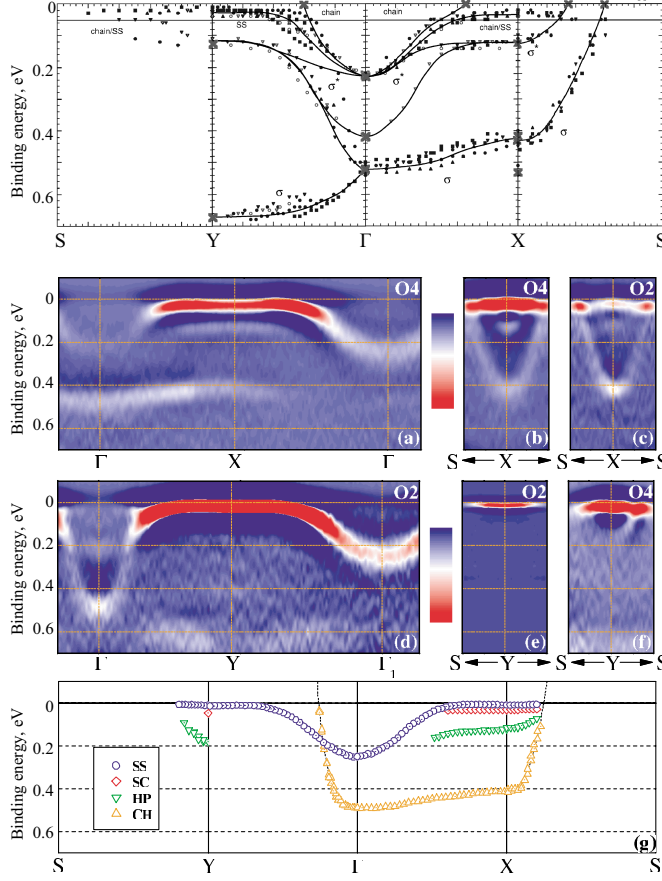 chain
chain
0
SS
chain/SS
chain/SS
σ*
0.2
σ*
σ*
0.4
σ
σ
σ
0.6
Binding energy, eV
S Y Γ X S
O4 O4 O2
0
0.2
0.4
0.6
Binding energy, eV
(a) (b) (c)
Γ X Γ S X S S X S
O2 O2 O4
0
0.2
0.4
0.6
Binding energy, eV
(d) (e) (f)
Γ Y Γ1 S Y S S Y S
0
0.2
0.4
0.6
Binding energy, eV
SS
SC
HP
CH
(g)
S Y Γ X S